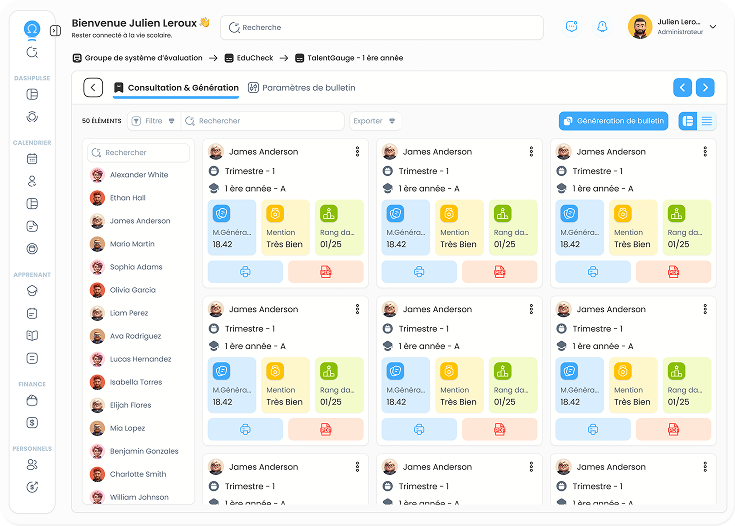 Bienvenue Julien Leroux
Rester connecté à la vie scolaire.
Recherche
Julien Lero...
Administrateur
Groupe de système d'évaluation → EduCheck → TalentGauge - 1 ère année
Consultation & Génération
Paramètres de bulletin
50 ÉLÉMENTS
Filtre
Rechercher
Exporter
Générération de bulletin
DASHPULSE
CALENDRIER
APPRENANT
FINANCE
PERSONNELS
Rechercher
Alexander White
Ethan Hall
James Anderson
Mario Martin
Sophia Adams
Olivia Garcia
Liam Perez
Ava Rodriguez
Lucas Hernandez
Isabella Torres
Elijah Flores
Mia Lopez
Benjamin Gonzales
Charlotte Smith
William Johnson
James Anderson
Trimestre - 1
1 ère année - A
M.Généra...
18.42
Mention
Très Bien
Rang da...
01/25
PDF
James Anderson
Trimestre - 1
1 ère année - A
M.Généra...
18.42
Mention
Très Bien
Rang da...
01/25
PDF
James Anderson
Trimestre - 1
1 ère année - A
M.Généra...
18.42
Mention
Très Bien
Rang da...
01/25
PDF
James Anderson
Trimestre - 1
1 ère année - A
M.Généra...
18.42
Mention
Très Bien
Rang da...
01/25
PDF
James Anderson
Trimestre - 1
1 ère année - A
M.Généra...
18.42
Mention
Très Bien
Rang da...
01/25
PDF
James Anderson
Trimestre - 1
1 ère année - A
M.Généra...
18.42
Mention
Très Bien
Rang da...
01/25
PDF
James Anderson
Trimestre - 1
1 ère année - A
James Anderson
Trimestre - 1
1 ère année - A
James Anderson
Trimestre - 1
1 ère année - A